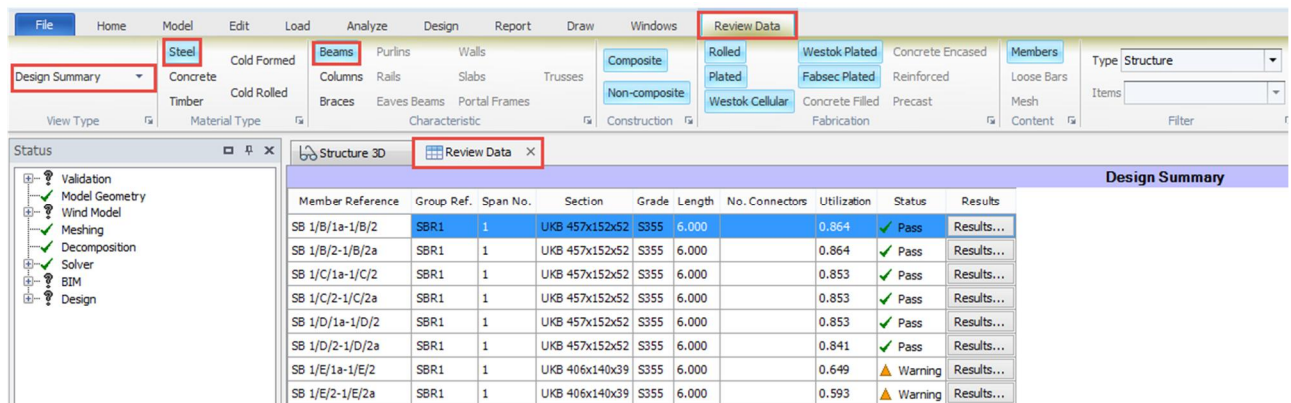 File Home Model Edit Load Analyze Design Report Draw Windows Review Data
Steel Cold Formed Beams Purlins Walls Composite Rolled Westok Plated Concrete Encased Members Type Structure
Design Summary Concrete Columns Rails Slabs Trusses Plated Fabsec Plated Reinforced Loose Bars
Timber Cold Rolled Braces Eaves Beams Portal Frames Non-composite Westok Cellular Concrete Filled Precast Mesh Items
View Type Material Type Characteristic Construction Fabrication Content Filter
Status Structure 3D Review Data
Validation
Model Geometry
Wind Model
Meshing
Decomposition
Solver
BIM
Design
Design Summary
Member Reference Group Ref. Span No. Section Grade Length No. Connectors Utilization Status Results
SB 1/B/1a-1/B/2 SBR1 1 UKB 457x152x52 S355 6.000 0.864 Pass Results...
SB 1/B/2-1/B/2a SBR1 1 UKB 457x152x52 S355 6.000 0.864 Pass Results...
SB 1/C/1a-1/C/2 SBR1 1 UKB 457x152x52 S355 6.000 0.853 Pass Results...
SB 1/C/2-1/C/2a SBR1 1 UKB 457x152x52 S355 6.000 0.853 Pass Results...
SB 1/D/1a-1/D/2 SBR1 1 UKB 457x152x52 S355 6.000 0.853 Pass Results...
SB 1/D/2-1/D/2a SBR1 1 UKB 457x152x52 S355 6.000 0.841 Pass Results...
SB 1/E/1a-1/E/2 SBR1 1 UKB 406x140x39 S355 6.000 0.649 Warning Results...
SB 1/E/2-1/E/2a SBR1 1 UKB 406x140x39 S355 6.000 0.593 Warning Results...